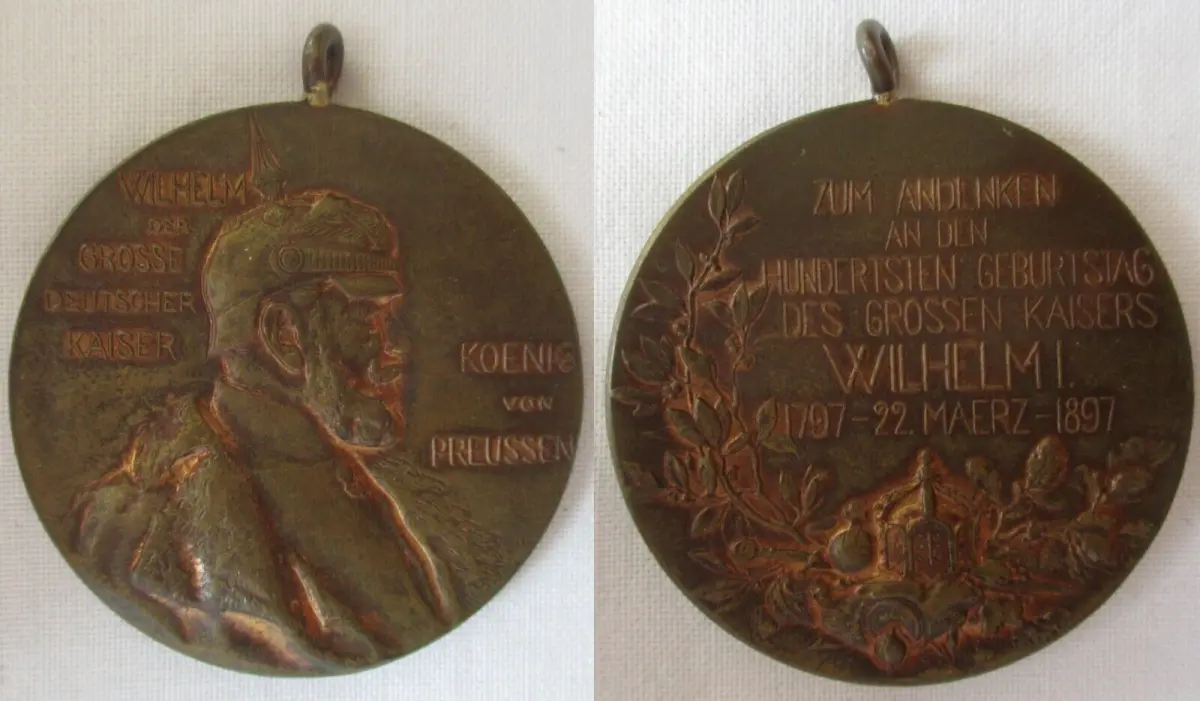 WILHELM
DER
GROSSE
DEUTSCHER
KAISER
KOENIG
VON
PREUSSEN
ZUM ANDENKEN
AN DEN
HUNDERTSTEN GEBURTSTAG
DES GROSSEN KAISERS
WILHELM I.
1797-22. MAERZ-1897